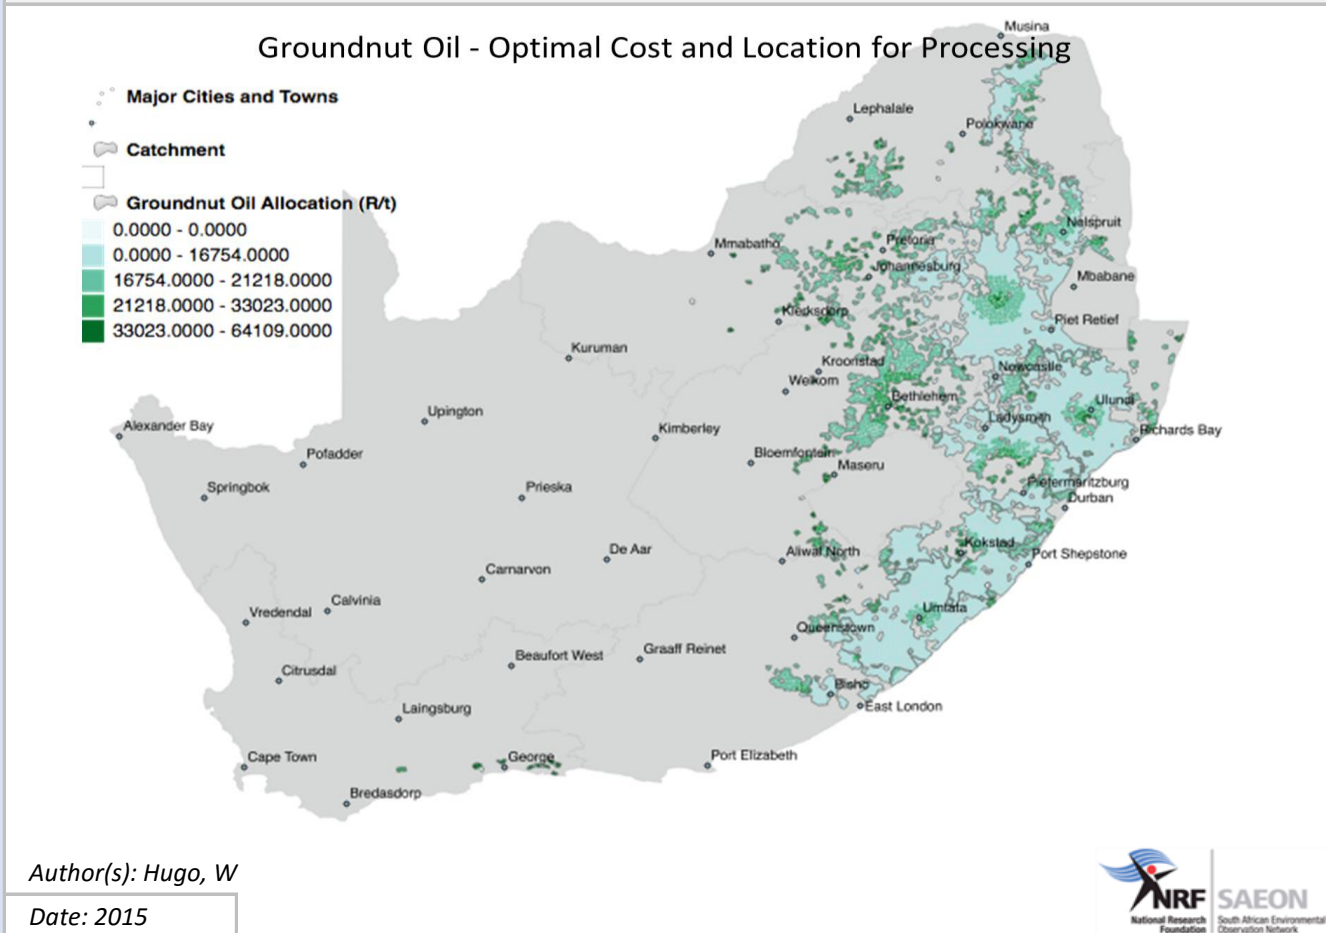 Groundnut Oil - Optimal Cost and Location for Processing
Major Cities and Towns
Catchment
Groundnut Oil Allocation (R/t)
0.0000 - 0.0000
0.0000 - 16754.0000
16754.0000 - 21218.0000
21218.0000 - 33023.0000
33023.0000 - 64109.0000
Musina
Lephalale
Polokwane
Nelspruit
Mmabatho
Pretoria
Johannesburg
Mbabane
Klerksdorp
Piet Retief
Kuruman
Kroonstad
Newcastle
Welkom
Bethlehem
Ulundi
Upington
Ladysmith
Alexander Bay
Kimberley
Richards Bay
Pofadder
Bloemfontein
Maseru
Springbok
Prieska
Pietermaritzburg
Durban
De Aar
Aliwal North
Kokstad
Port Shepstone
Carnarvon
Calvinia
Vredendal
Umtata
Queenstown
Beaufort West
Graaff Reinet
Citrusdal
Bisho
Laingsburg
East London
Cape Town
George
Port Elizabeth
Bredasdorp
Author(s): Hugo, W
Date: 2015
NRF
National Research
Foundation
SAEON
South African Environmental
Observation Network